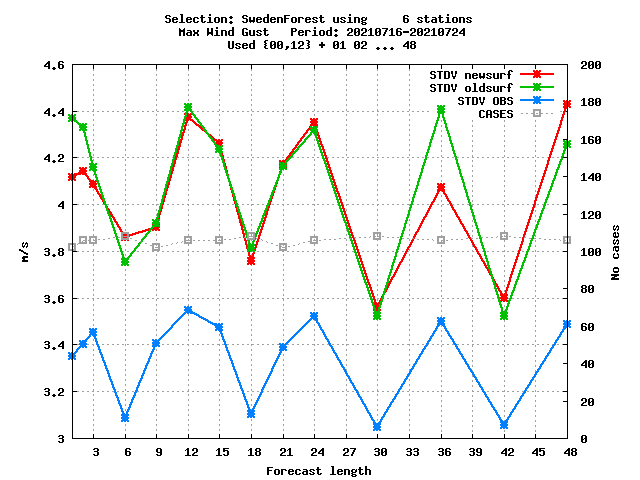 Selection: SwedenForest using     6 stations
Max Wind Gust   Period: 20210716-20210724
Used {00,12} + 01 02 ... 48
STDV newsurf
STDV oldsurf
STDV OBS
CASES
4.6
4.4
4.2
4
3.8
3.6
3.4
3.2
3
m/s
200
180
160
140
120
100
80
60
40
20
0
No cases
3 6 9 12 15 18 21 24 27 30 33 36 39 42 45 48
Forecast length